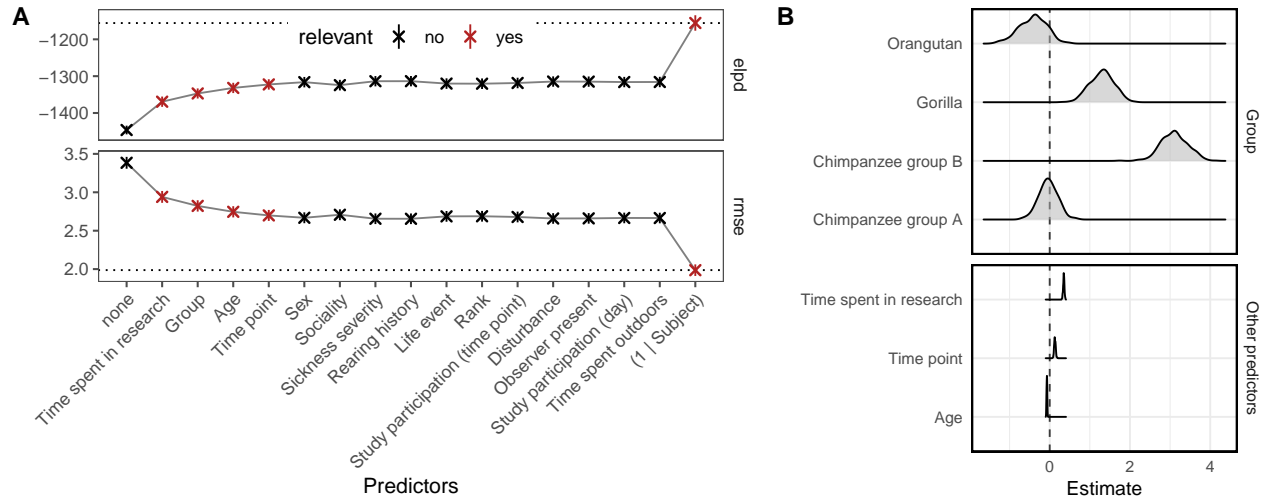 A
relevant no yes
−1200
−1300
−1400
elpd
3.5
3.0
2.5
2.0
rmse
none
Time spent in research
Group
Age
Time point
Sex
Sociality
Sickness severity
Rearing history
Life event
Rank
Study participation (time point)
Disturbance
Observer present
Study participation (day)
Time spent outdoors
(1 | Subject)
Predictors
B
Orangutan
Gorilla
Chimpanzee group B
Chimpanzee group A
Group
Time spent in research
Time point
Age
Other predictors
0 2 4
Estimate